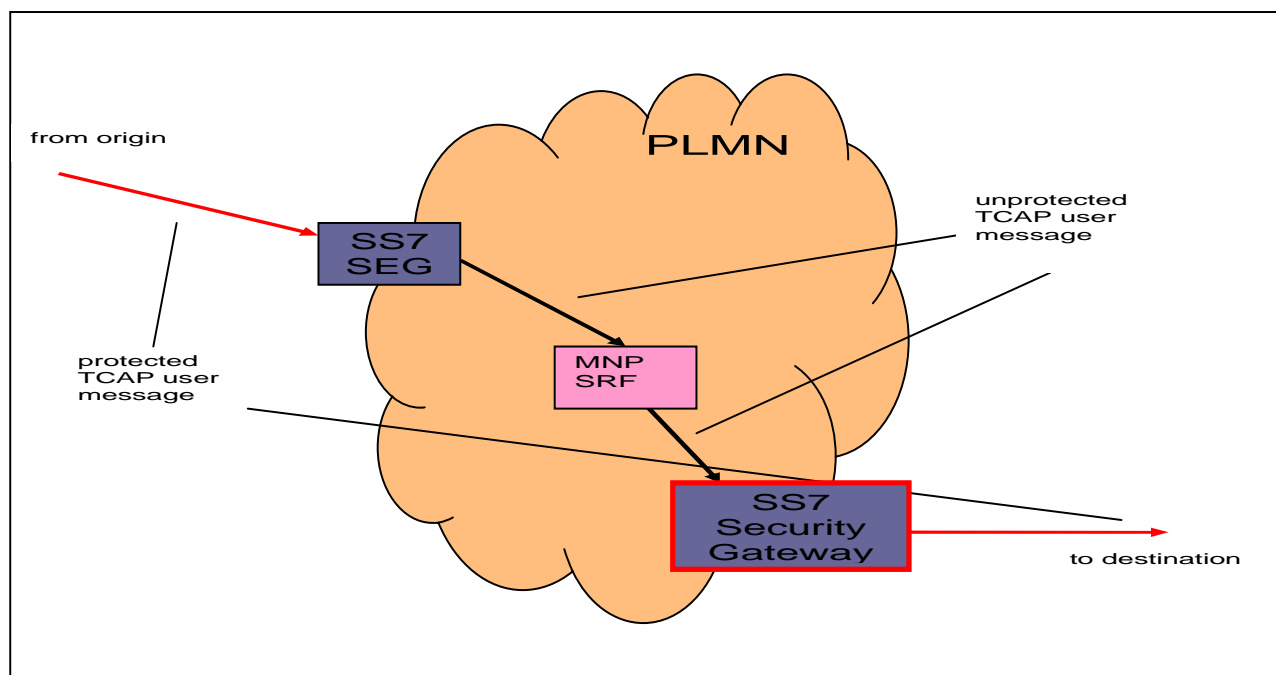 from origin
PLMN
SS7
SEG
unprotected
TCAP user
message
MNP
SRF
protected
TCAP user
message
SS7
Security
Gateway
to destination